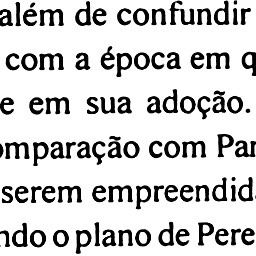 além de confundir
com a época em q
e em sua adoção.
omparação com Par
serem empreendid
ndo o plano de Pere